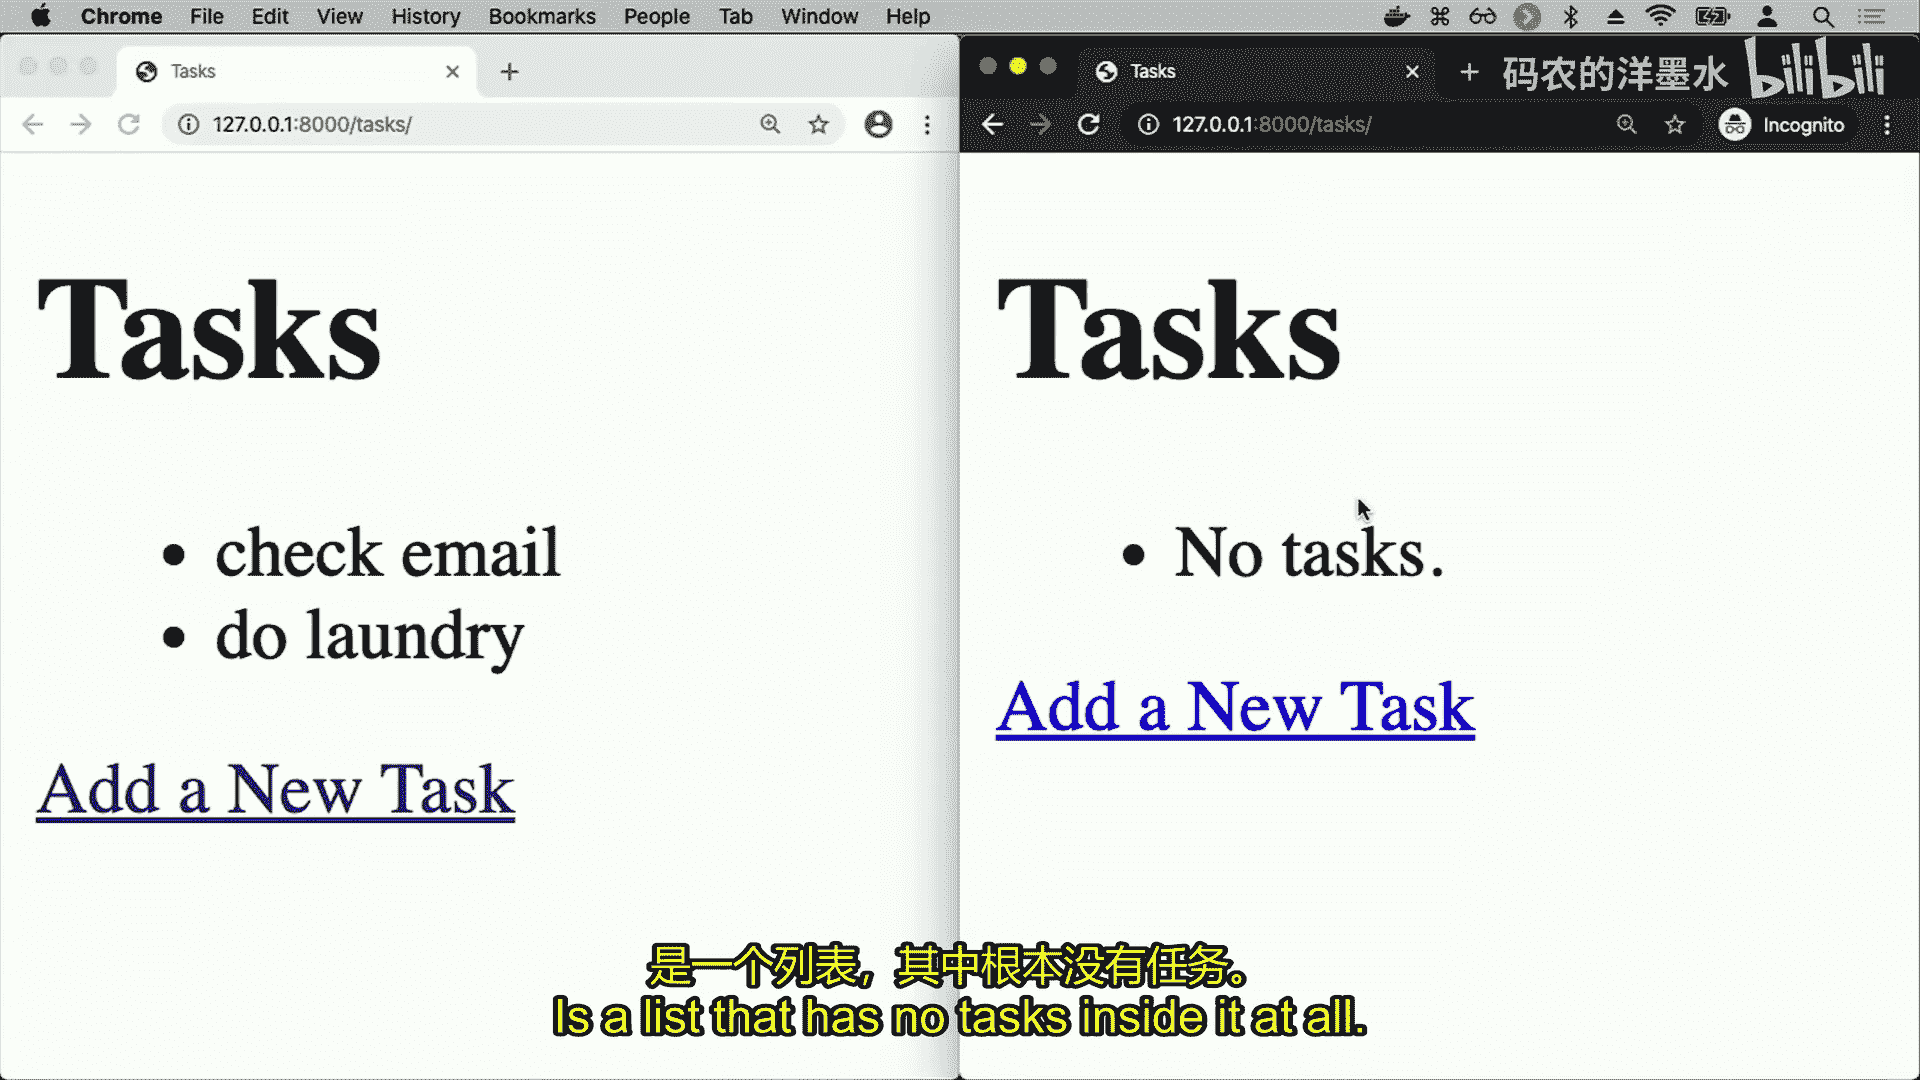 Chrome File Edit View History Bookmarks People Tab Window Help
Tasks
127.0.0.1:8000/tasks/
Tasks
码农的洋墨水 bilibili
127.0.0.1:8000/tasks/
Incognito
Tasks
check email
do laundry
Add a New Task
Tasks
No tasks.
Add a New Task
是一个列表，其中根本没有任务。
Is a list that has no tasks inside it at all.